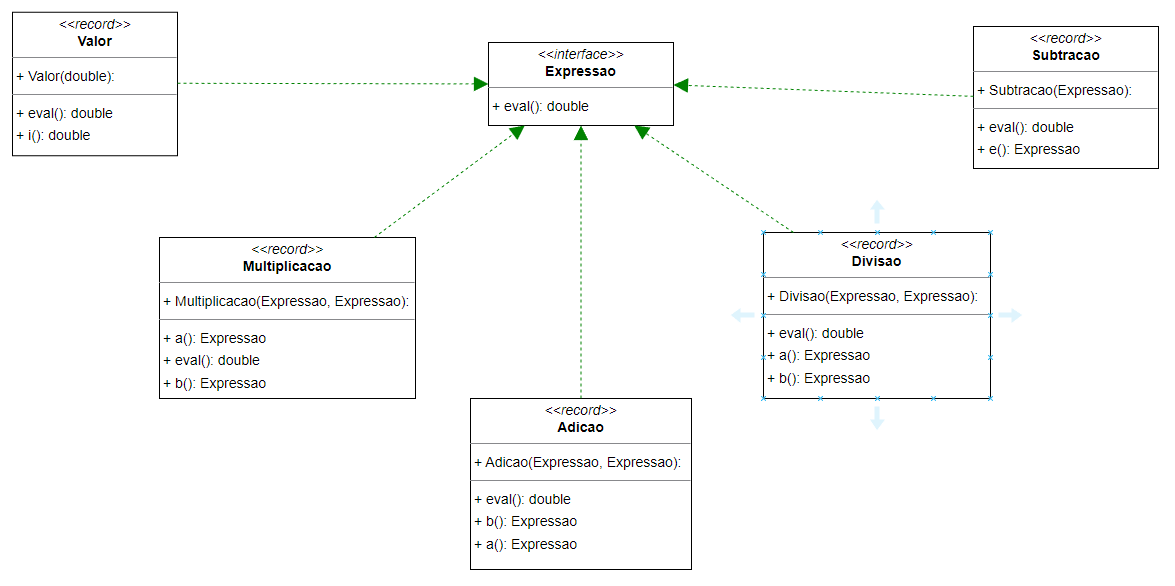 <<record>>
Valor
+ Valor(double):
+ eval(): double
+ i(): double
<<interface>>
Expressao
+ eval(): double
<<record>>
Subtracao
+ Subtracao(Expressao):
+ eval(): double
+ e(): Expressao
<<record>>
Multiplicacao
+ Multiplicacao(Expressao, Expressao):
+ a(): Expressao
+ eval(): double
+ b(): Expressao
<<record>>
Divisao
+ Divisao(Expressao, Expressao):
+ eval(): double
+ a(): Expressao
+ b(): Expressao
<<record>>
Adicao
+ Adicao(Expressao, Expressao):
+ eval(): double
+ b(): Expressao
+ a(): Expressao